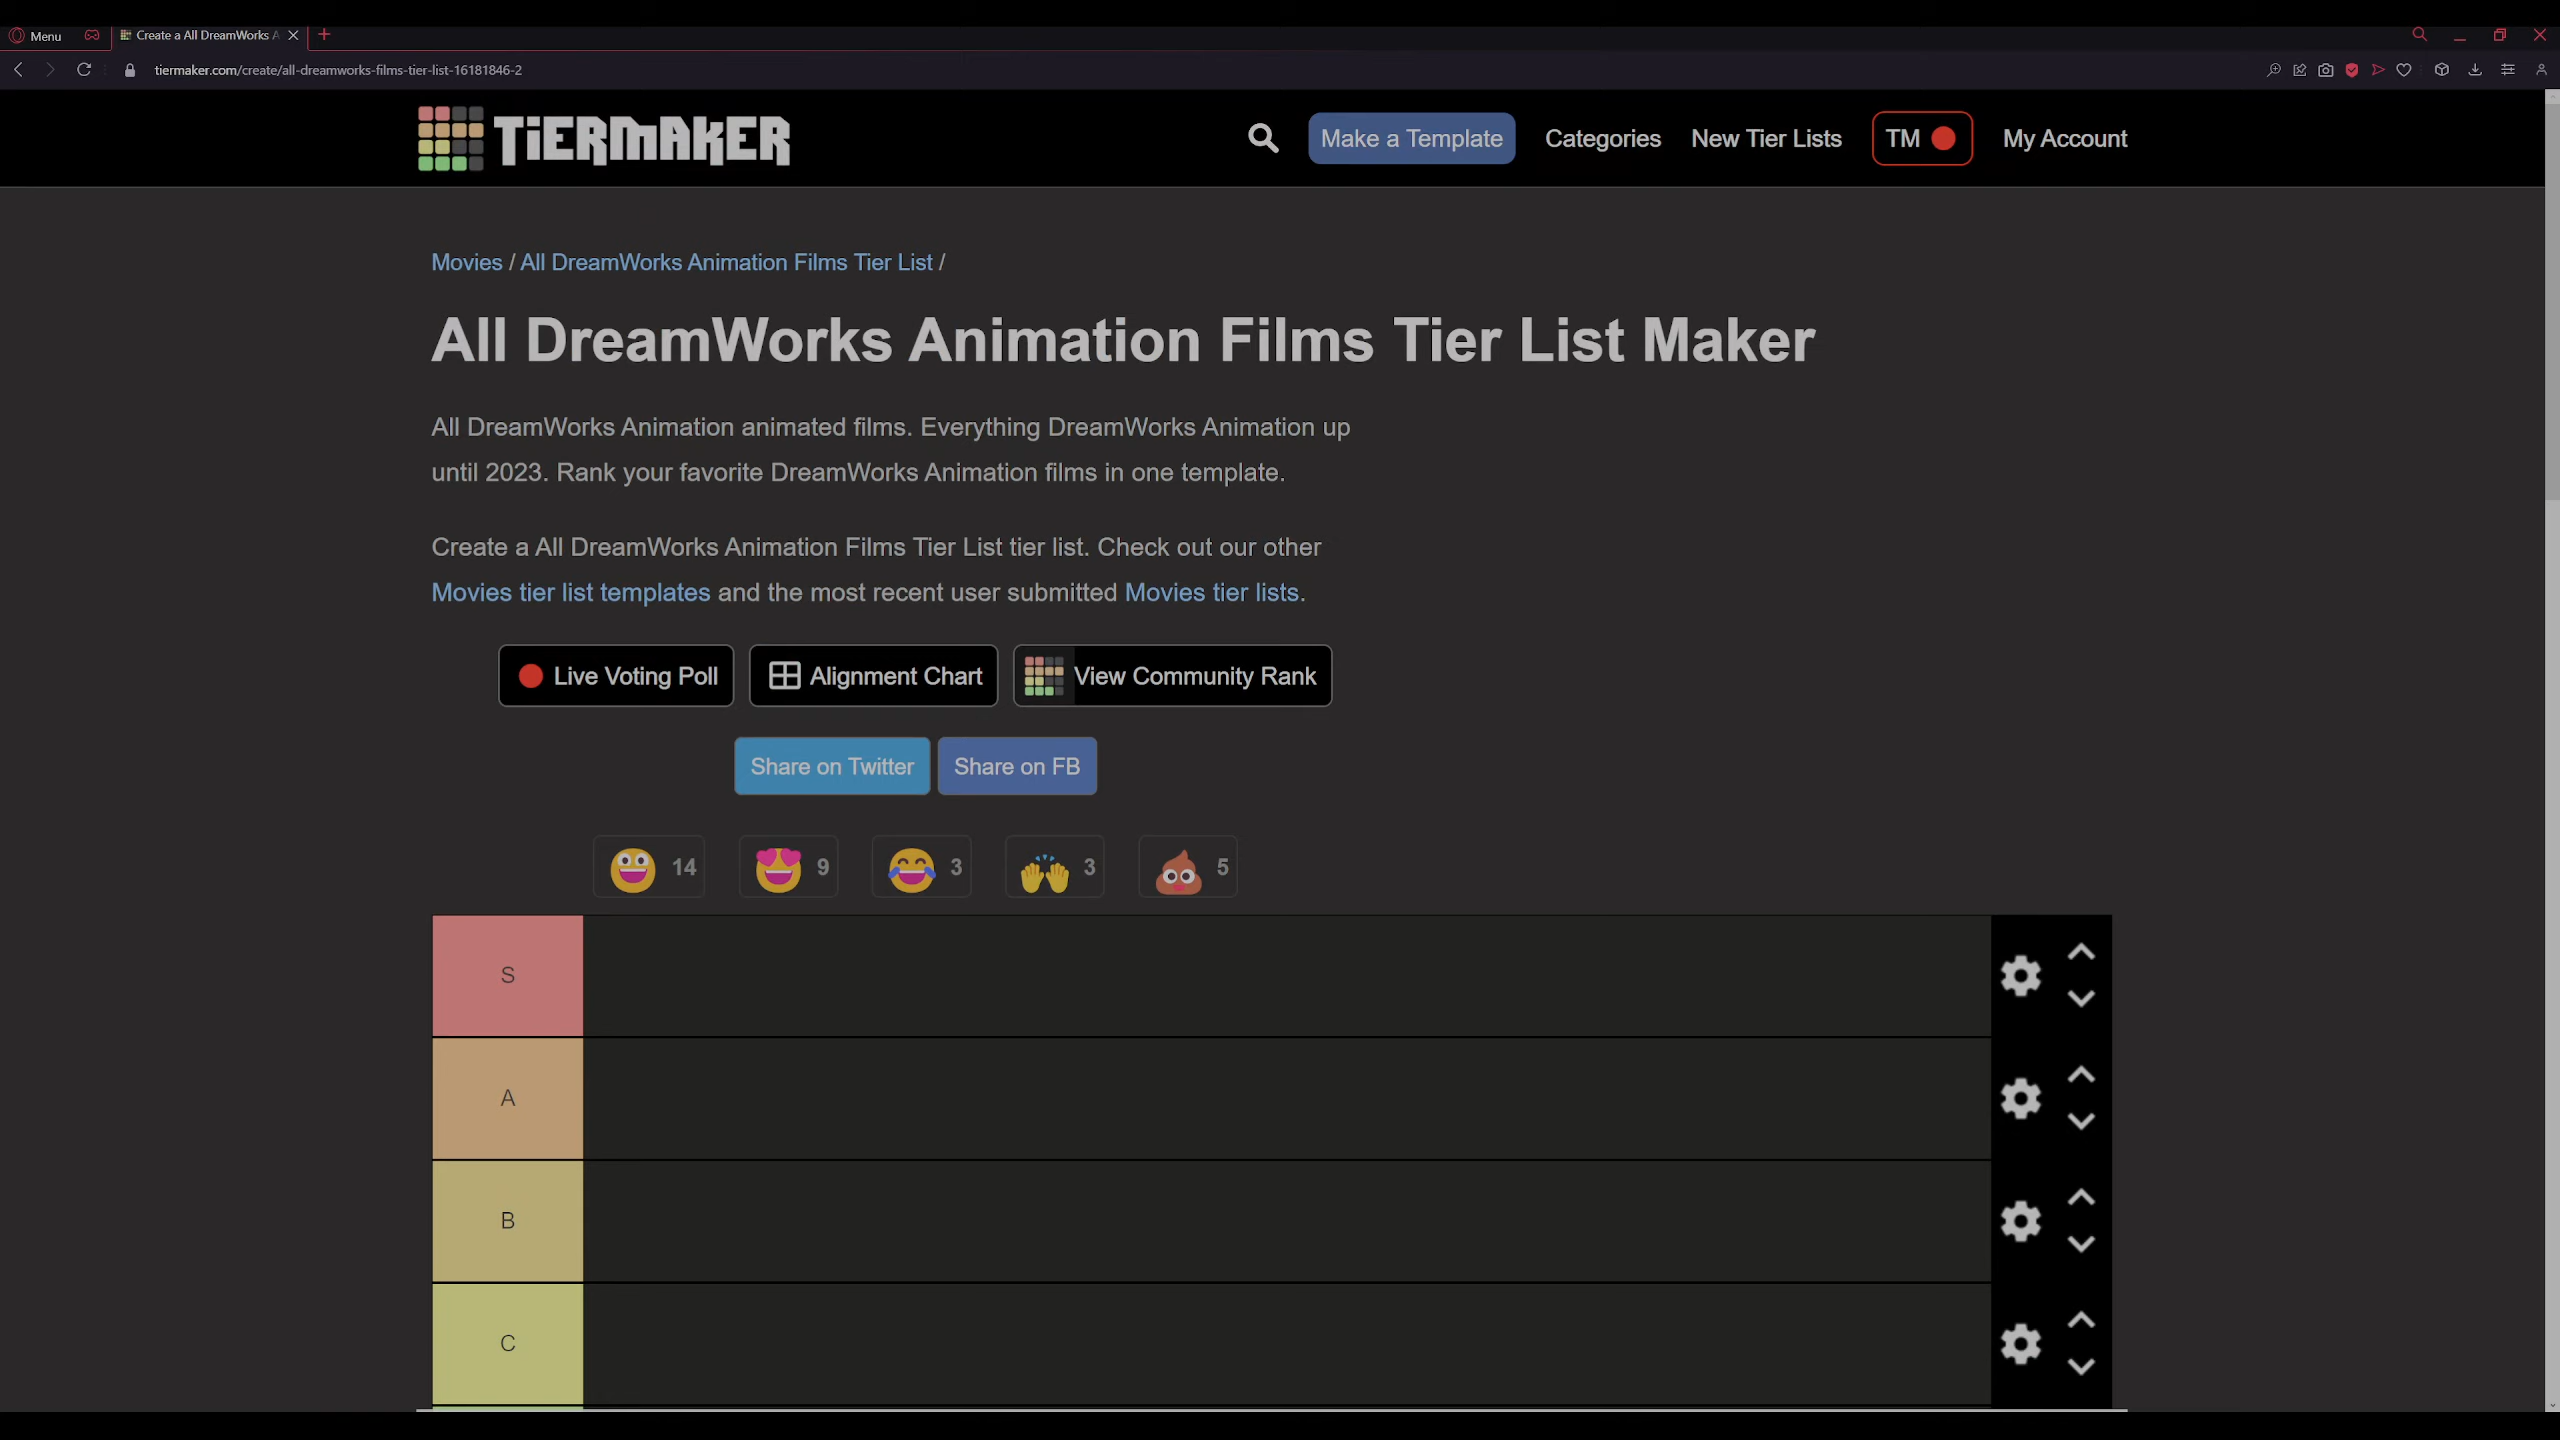 Menu
Create a All DreamWorks A
tiermaker.com/create/all-dreamworks-films-tier-list-16181846-2
TiERMAKER
Make a Template
Categories
New Tier Lists
TM
My Account
Movies / All DreamWorks Animation Films Tier List /
All DreamWorks Animation Films Tier List Maker
All DreamWorks Animation animated films. Everything DreamWorks Animation up
until 2023. Rank your favorite DreamWorks Animation films in one template.
Create a All DreamWorks Animation Films Tier List tier list. Check out our other
Movies tier list templates and the most recent user submitted Movies tier lists.
Live Voting Poll
Alignment Chart
View Community Rank
Share on Twitter
Share on FB
14
9
3
3
5
S
A
B
C